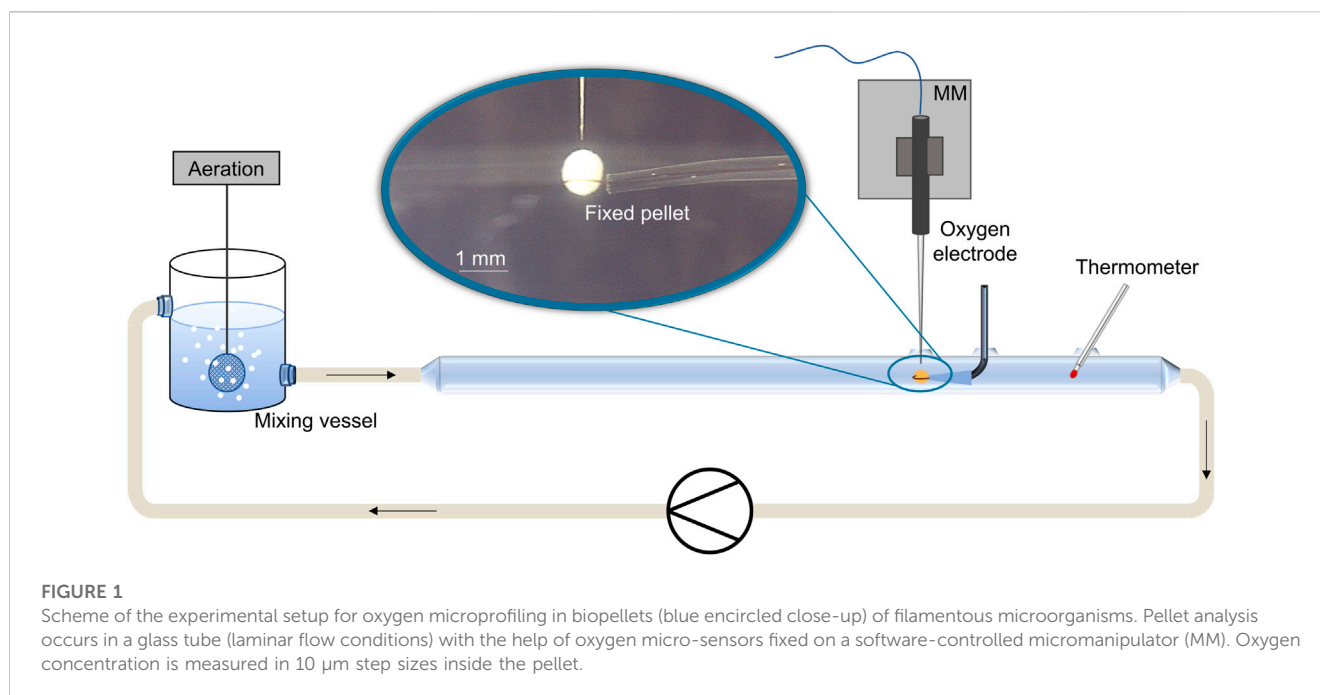 MM
Aeration
Fixed pellet
1 mm
Oxygen
electrode
Thermometer
Mixing vessel
FIGURE 1
Scheme of the experimental setup for oxygen microprofiling in biopellets (blue encircled close-up) of filamentous microorganisms. Pellet analysis
occurs in a glass tube (laminar flow conditions) with the help of oxygen micro-sensors fixed on a software-controlled micromanipulator (MM). Oxygen
concentration is measured in 10 μm step sizes inside the pellet.